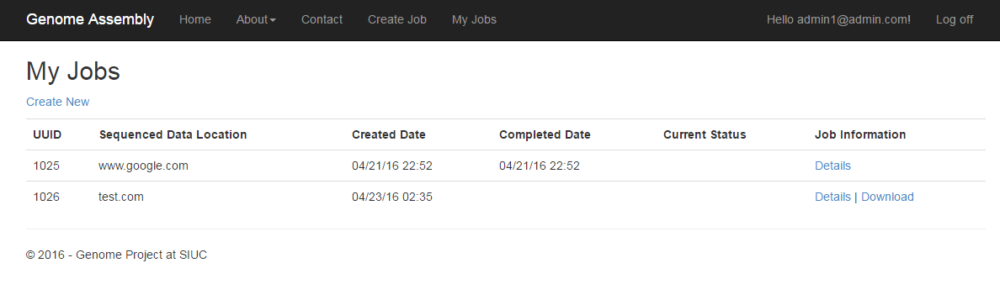 Genome Assembly Home About Contact Create Job My Jobs Hello admin1@admin.com! Log off
My Jobs
Create New
UUID Sequenced Data Location Created Date Completed Date Current Status Job Information
1025 www.google.com 04/21/16 22:52 04/21/16 22:52 Details
1026 test.com 04/23/16 02:35 Details | Download
© 2016 - Genome Project at SIUC